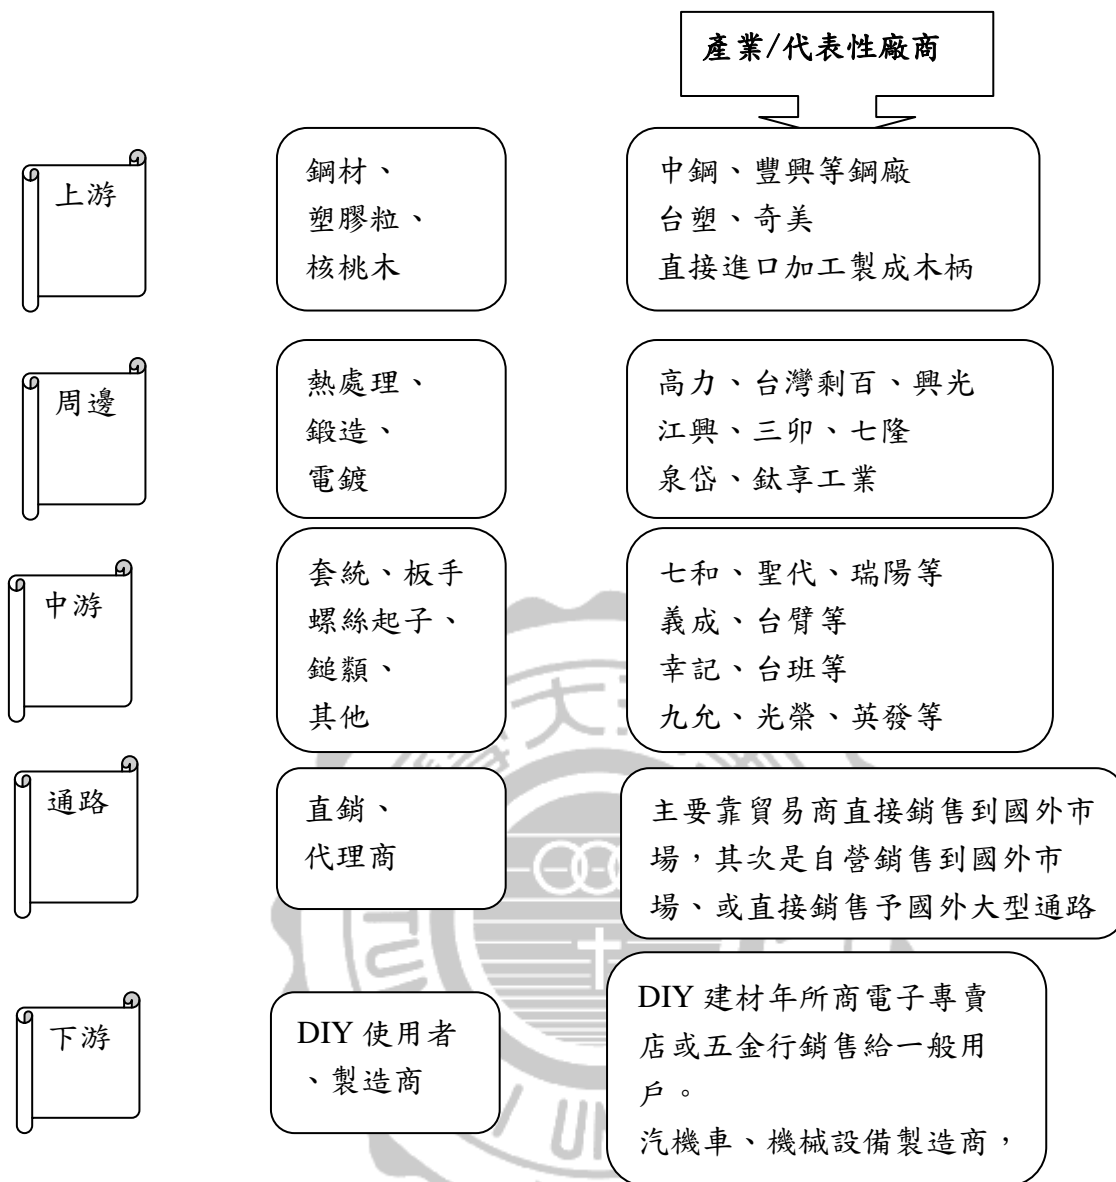 產業/代表性廠商
上游
鋼材、
塑膠粒、
核桃木
中鋼、豐興等鋼廠
台塑、奇美
直接進口加工製成木柄
周邊
熱處理、
鍛造、
電鍍
高力、台灣剩百、興光
江興、三卯、七隆
泉岱、鈦享工業
中游
套統、板手
螺絲起子、
鎚纇、
其他
七和、聖代、瑞陽等
義成、台臂等
幸記、台班等
九允、光榮、英發等
通路
直銷、
代理商
主要靠貿易商直接銷售到國外市
場，其次是自營銷售到國外市
場、或直接銷售予國外大型通路
下游
DIY 使用者
、製造商
DIY 建材年所商電子專賣
店或五金行銷售給一般用
戶。
汽機車、機械設備製造商，